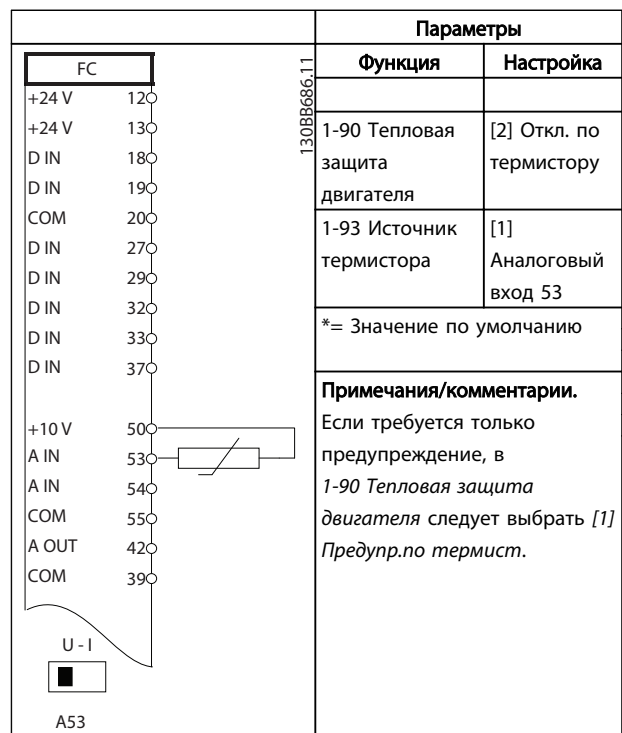 FC
+24 V 12
+24 V 13
D IN 18
D IN 19
COM 20
D IN 27
D IN 29
D IN 32
D IN 33
D IN 37
+10 V 50
A IN 53
A IN 54
COM 55
A OUT 42
COM 39
U - I
A53
130BB686.11
Параметры
Функция Настройка
1-90 Тепловая [2] Откл. по
защита термистору
двигателя
1-93 Источник [1]
термистора Аналоговый
вход 53
*= Значение по умолчанию
Примечания/комментарии.
Если требуется только
предупреждение, в
1-90 Тепловая защита
двигателя следует выбрать [1]
Предупр.по термист.